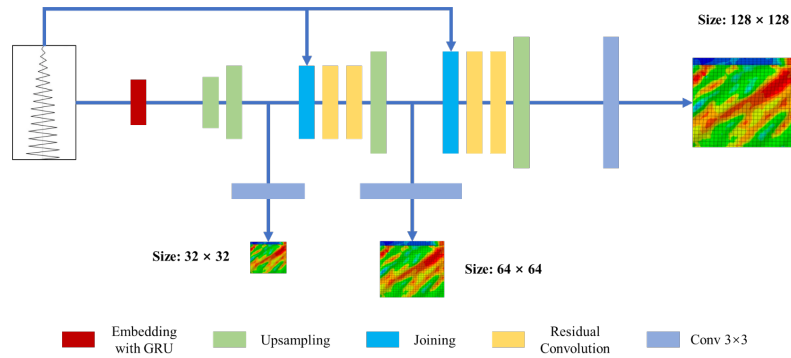 Size: 128 × 128
Size: 32 × 32
Size: 64 × 64
Embedding
with GRU
Upsampling
Joining
Residual
Convolution
Conv 3×3